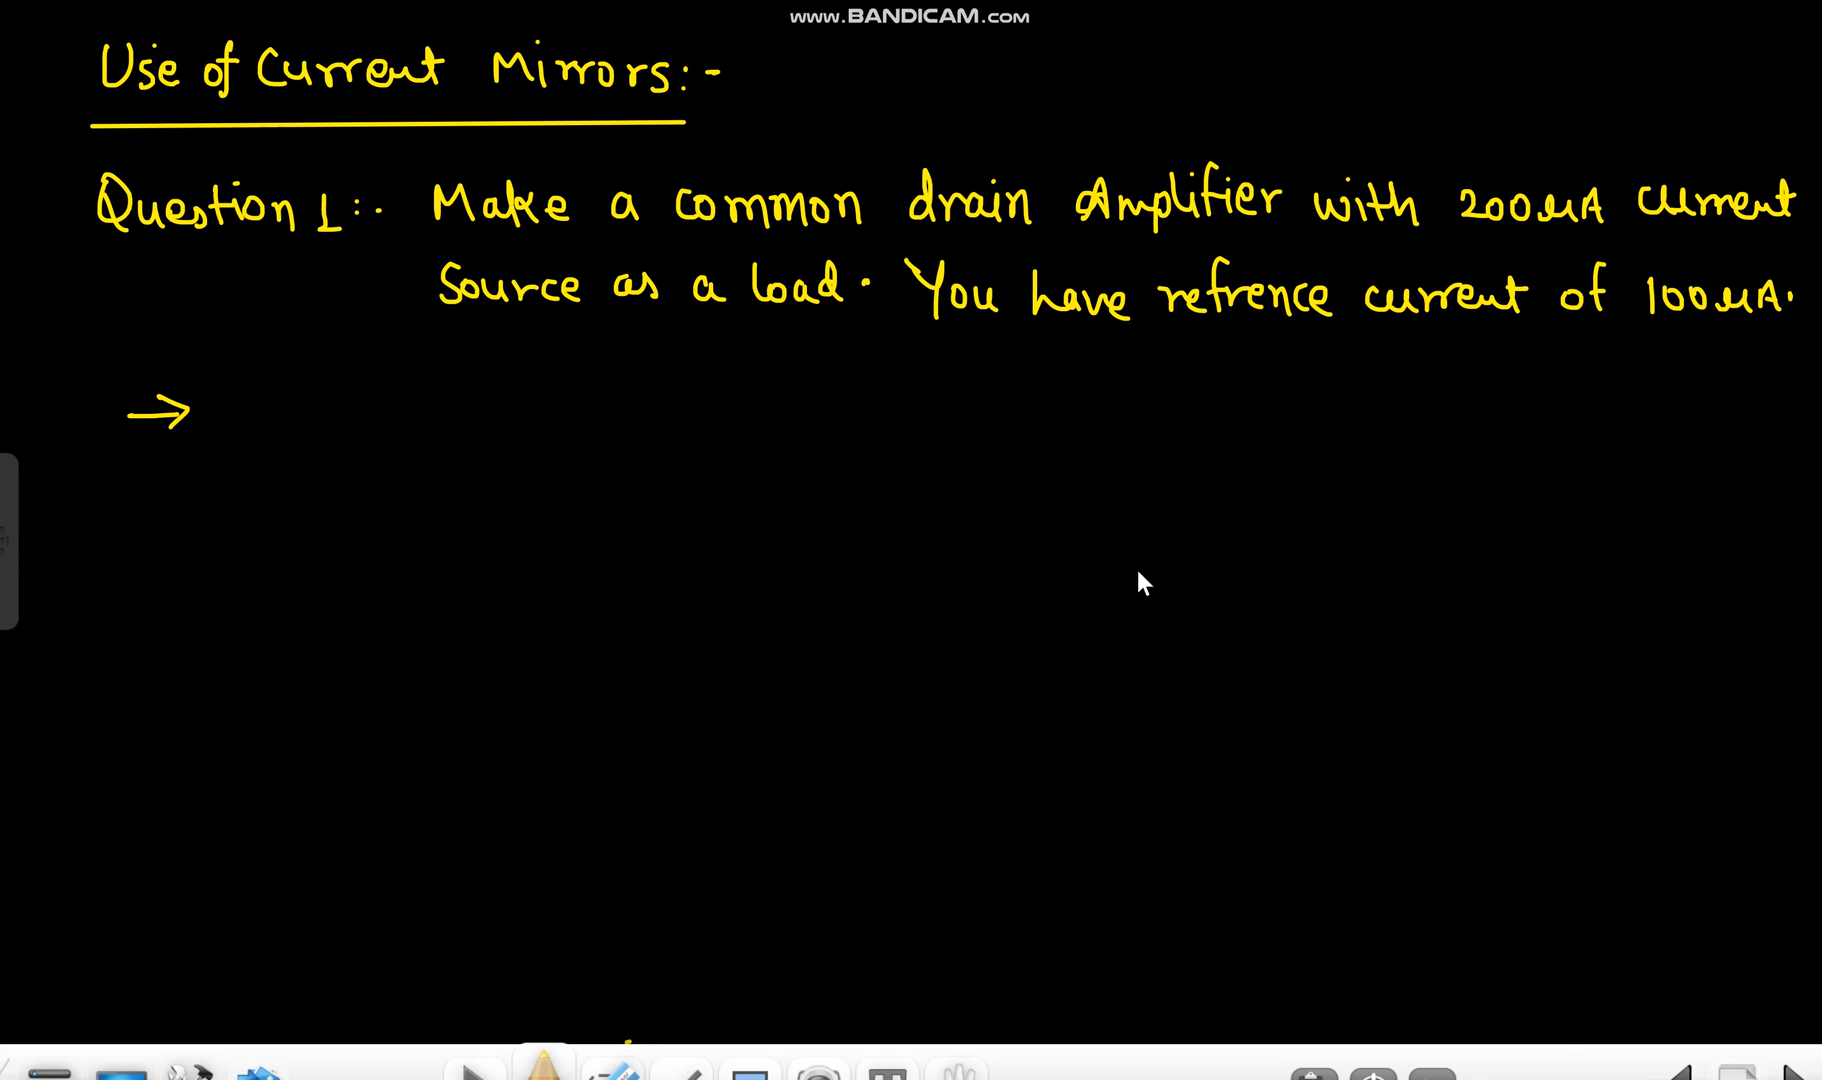 www.BANDICAM.com
Use of Current Mirrors:-
Question 1:. Make a common drain Amplifier with 200μA current
Source as a load. You have refrence current of 100μA.
→